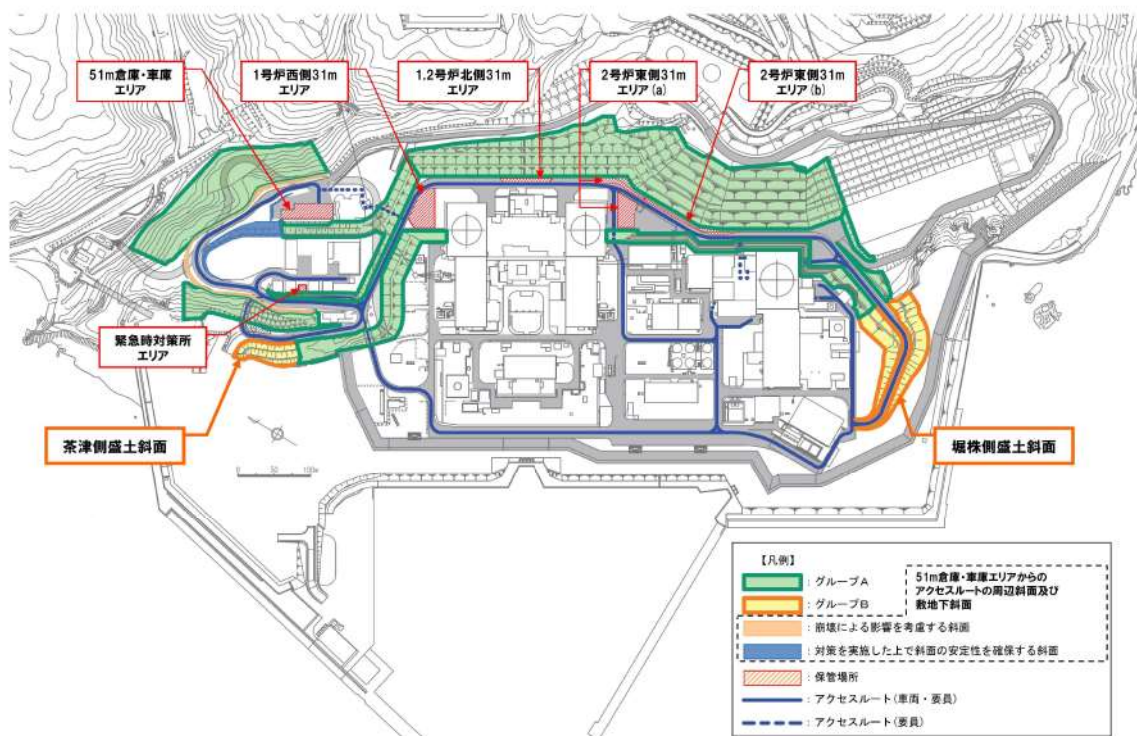 51m倉庫・車庫
エリア
1号炉西側31m
エリア
1,2号炉北側31m
エリア
2号炉東側31m
エリア(a)
2号炉東側31m
エリア(b)
緊急時対策所
エリア
茶津側盛土斜面
堀株側盛土斜面
0 50 100m
【凡例】
:グループA
:グループB
51m倉庫・車庫エリアからの
アクセスルートの周辺斜面及び
敷地下斜面
:崩壊による影響を考慮する斜面
:対策を実施した上で斜面の安定性を確保する斜面
:保管場所
:アクセスルート(車両・要員)
:アクセスルート(要員)